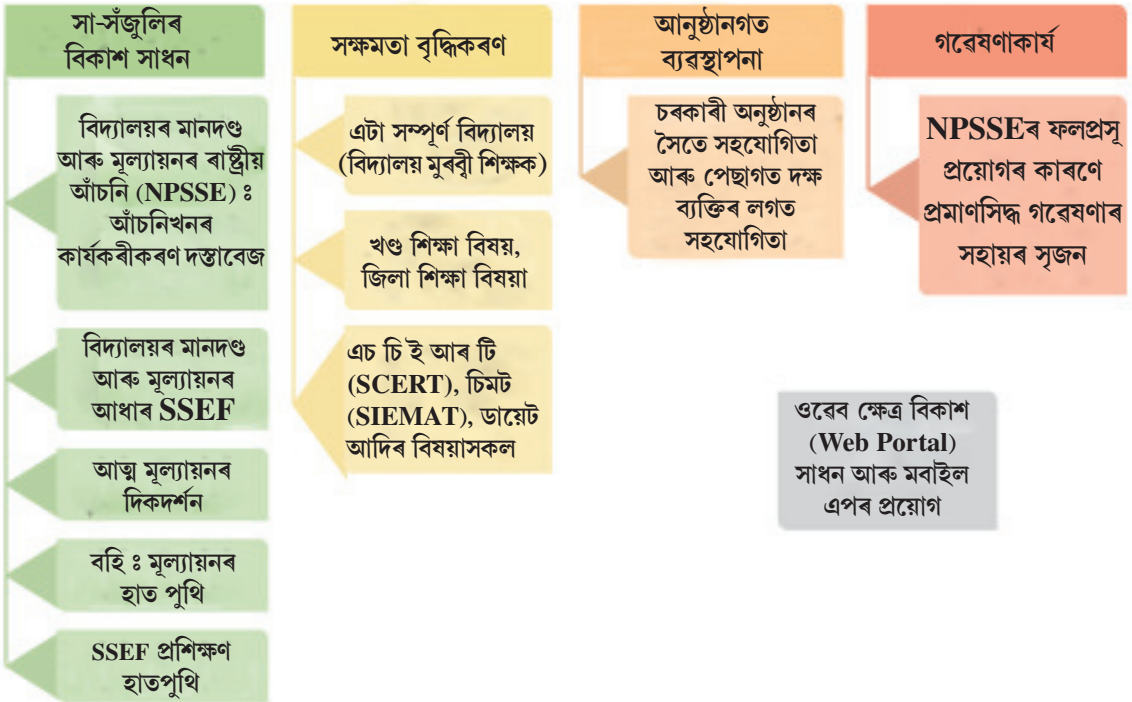 সা-সঁজুলিৰ
বিকাশ সাধন
বিদ্যালয়ৰ মানদণ্ড
আৰু মূল্যায়নৰ ৰাষ্ট্ৰীয়
আঁচনি (NPSSE) ঃ
আঁচনিখনৰ
কাৰ্যকৰীকৰণ দস্তাবেজ
বিদ্যালয়ৰ মানদণ্ড
আৰু মূল্যায়নৰ
আধাৰ SSEF
আত্ম মূল্যায়নৰ
দিকদৰ্শন
বহি ঃ মূল্যায়নৰ
হাত পুথি
SSEF প্ৰশিক্ষণ
হাতপুথি
সক্ষমতা বৃদ্ধিকৰণ
এটা সম্পূৰ্ণ বিদ্যালয়
(বিদ্যালয় মুৰব্বী শিক্ষক)
খণ্ড শিক্ষা বিষয়,
জিলা শিক্ষা বিষয়া
এচ চি ই আৰ টি
(SCERT), চিমট
(SIEMAT), ডায়েট
আদিৰ বিষয়াসকল
আনুষ্ঠানগত
ব্যৱস্থাপনা
চৰকাৰী অনুষ্ঠানৰ
সৈতে সহযোগিতা
আৰু পেছাগত দক্ষ
ব্যক্তিৰ লগত
সহযোগিতা
গৱেষণাকাৰ্য
NPSSEৰ ফলপ্ৰসূ
প্ৰয়োগৰ কাৰণে
প্ৰমাণসিদ্ধ গৱেষণাৰ
সহায়ৰ সৃজন
ওৱেব ক্ষেত্ৰ বিকাশ
(Web Portal)
সাধন আৰু মবাইল
এপৰ প্ৰয়োগ